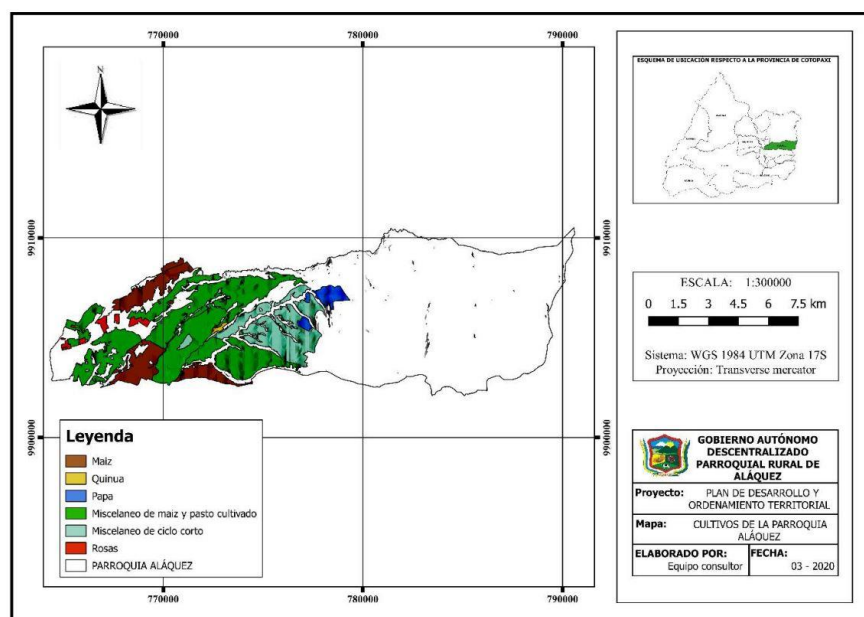 770000
780000
790000
N
9910000
9910000
9900000
9900000
Leyenda
Maiz
Quinua
Papa
Miscelaneo de maiz y pasto cultivado
Miscelaneo de ciclo corto
Rosas
PARROQUIA ALÁQUEZ
770000
780000
790000
ESQUEMA DE UBICACIÓN RESPECTO A LA PROVINCIA DE COTOPAXI
ESCALA: 1:300000
0 1.5 3 4.5 6 7.5 km
Sistema: WGS 1984 UTM Zona 17S
Proyección: Transverse mercator
GOBIERNO AUTÓNOMO
DESCENTRALIZADO
PARROQUIAL RURAL DE
ALÁQUEZ
Proyecto: PLAN DE DESARROLLO Y
ORDENAMIENTO TERRITORIAL
Mapa: CULTIVOS DE LA PARROQUIA
ALÁQUEZ
ELABORADO POR: FECHA:
Equipo consultor 03 - 2020